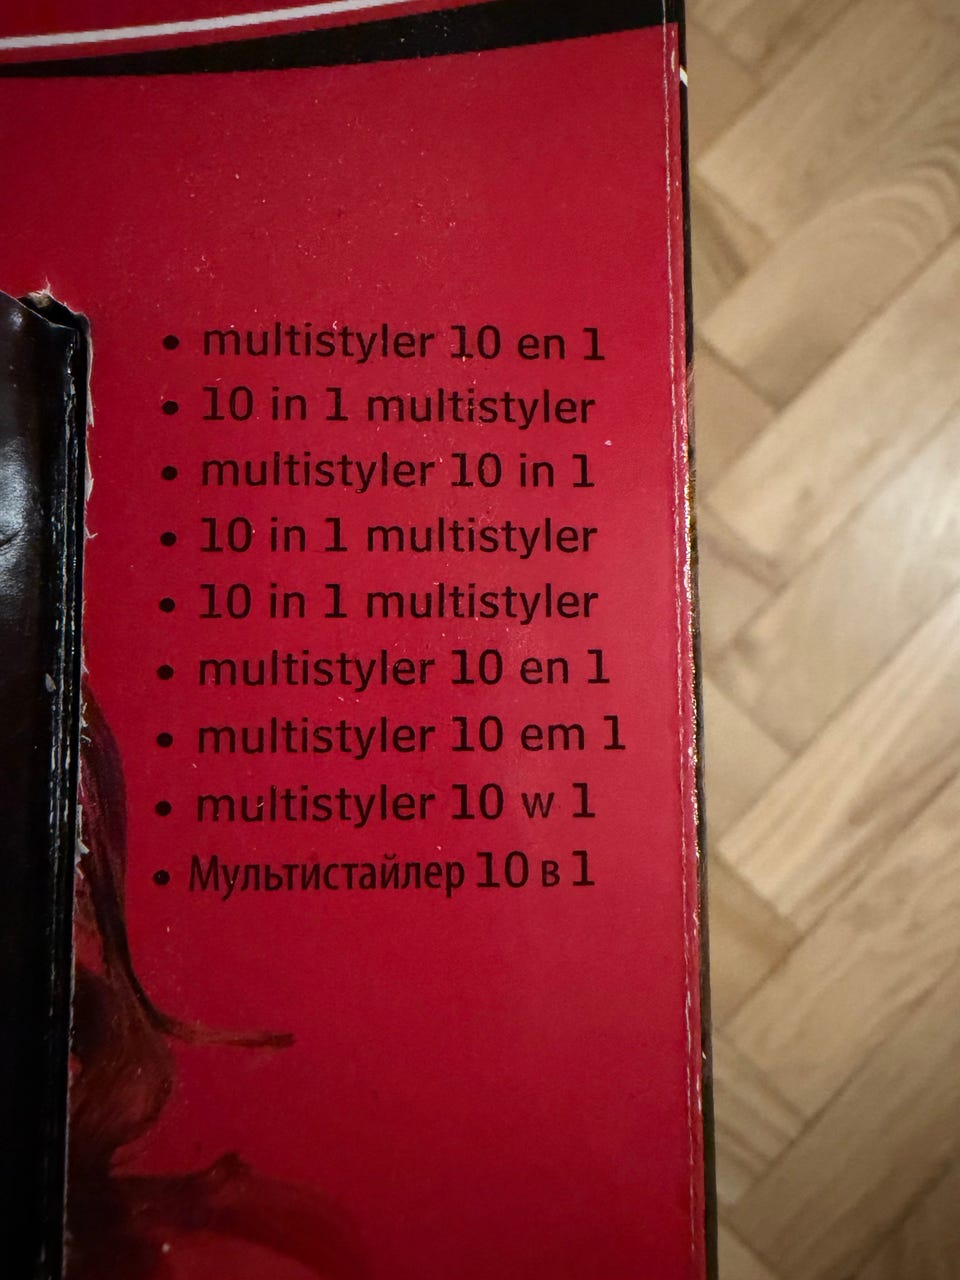 • multistyler 10 en 1
• 10 in 1 multistyler
• multistyler 10 in 1
• 10 in 1 multistyler
• 10 in 1 multistyler
• multistyler 10 en 1
• multistyler 10 em 1
• multistyler 10 w 1
• Мультистайлер 10 в 1